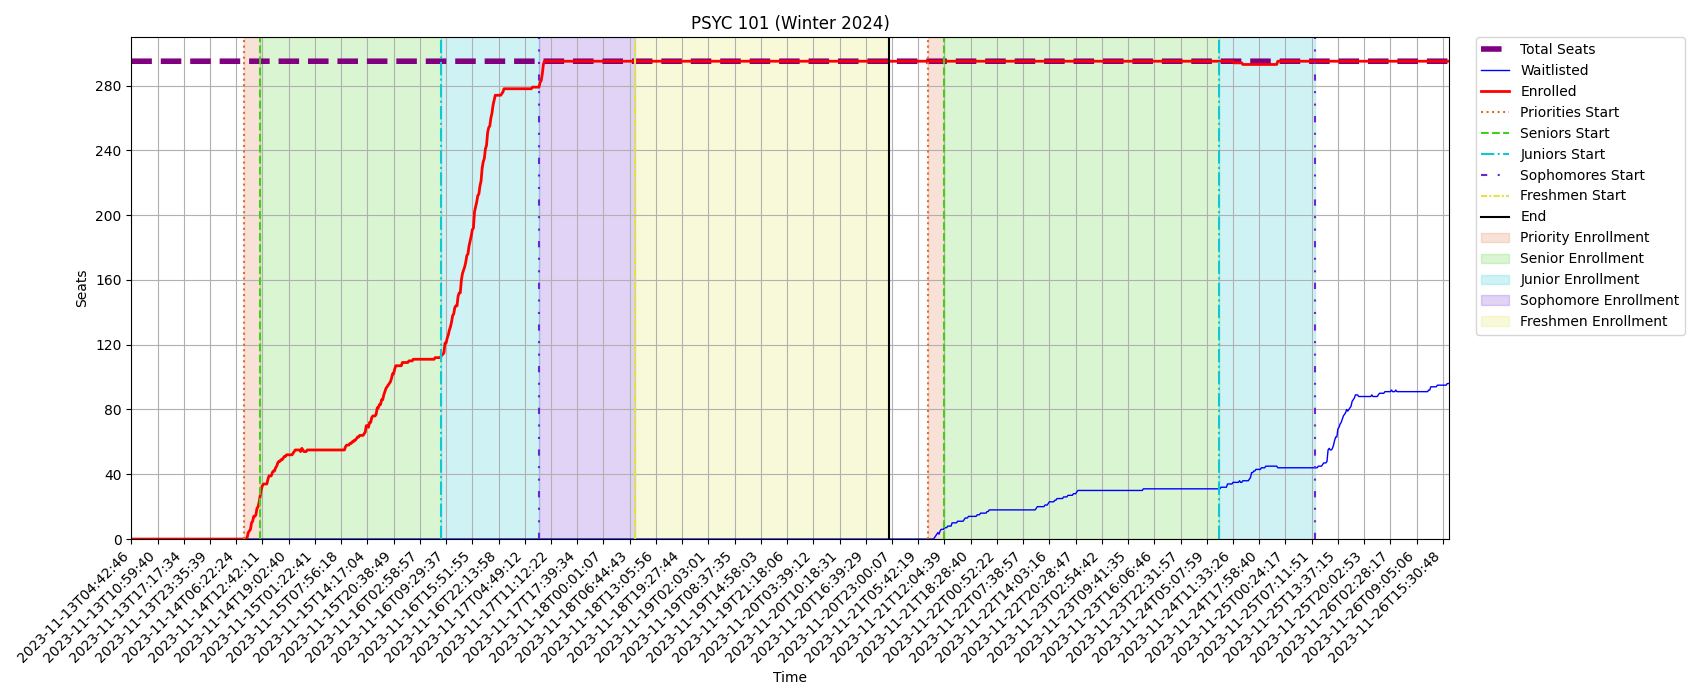 PSYC 101 (Winter 2024)
Seats
280
240
200
160
120
80
40
0
2023-11-13T04:42:46
2023-11-13T10:59:40
2023-11-13T17:17:34
2023-11-13T23:35:39
2023-11-14T06:22:24
2023-11-14T12:42:11
2023-11-14T19:02:40
2023-11-15T01:22:41
2023-11-15T07:56:18
2023-11-15T14:17:04
2023-11-15T20:38:49
2023-11-16T02:58:57
2023-11-16T09:29:37
2023-11-16T15:51:55
2023-11-16T22:13:58
2023-11-17T04:49:12
2023-11-17T11:12:22
2023-11-17T17:39:34
2023-11-18T00:01:07
2023-11-18T06:44:43
2023-11-18T13:05:56
2023-11-18T19:27:44
2023-11-19T02:03:01
2023-11-19T08:37:35
2023-11-19T14:58:03
2023-11-19T21:18:06
2023-11-20T03:39:12
2023-11-20T10:18:31
2023-11-20T16:39:29
2023-11-20T23:00:07
2023-11-21T05:42:19
2023-11-21T12:04:39
2023-11-21T18:28:40
2023-11-22T00:52:22
2023-11-22T07:38:57
2023-11-22T14:03:16
2023-11-22T20:28:47
2023-11-23T02:54:42
2023-11-23T09:41:35
2023-11-23T16:06:46
2023-11-23T22:31:57
2023-11-24T05:07:59
2023-11-24T11:33:26
2023-11-24T17:58:40
2023-11-25T00:24:17
2023-11-25T07:11:51
2023-11-25T13:37:15
2023-11-25T20:02:53
2023-11-26T02:28:17
2023-11-26T09:05:06
2023-11-26T15:30:48
Time
Total Seats
Waitlisted
Enrolled
Priorities Start
Seniors Start
Juniors Start
Sophomores Start
Freshmen Start
End
Priority Enrollment
Senior Enrollment
Junior Enrollment
Sophomore Enrollment
Freshmen Enrollment